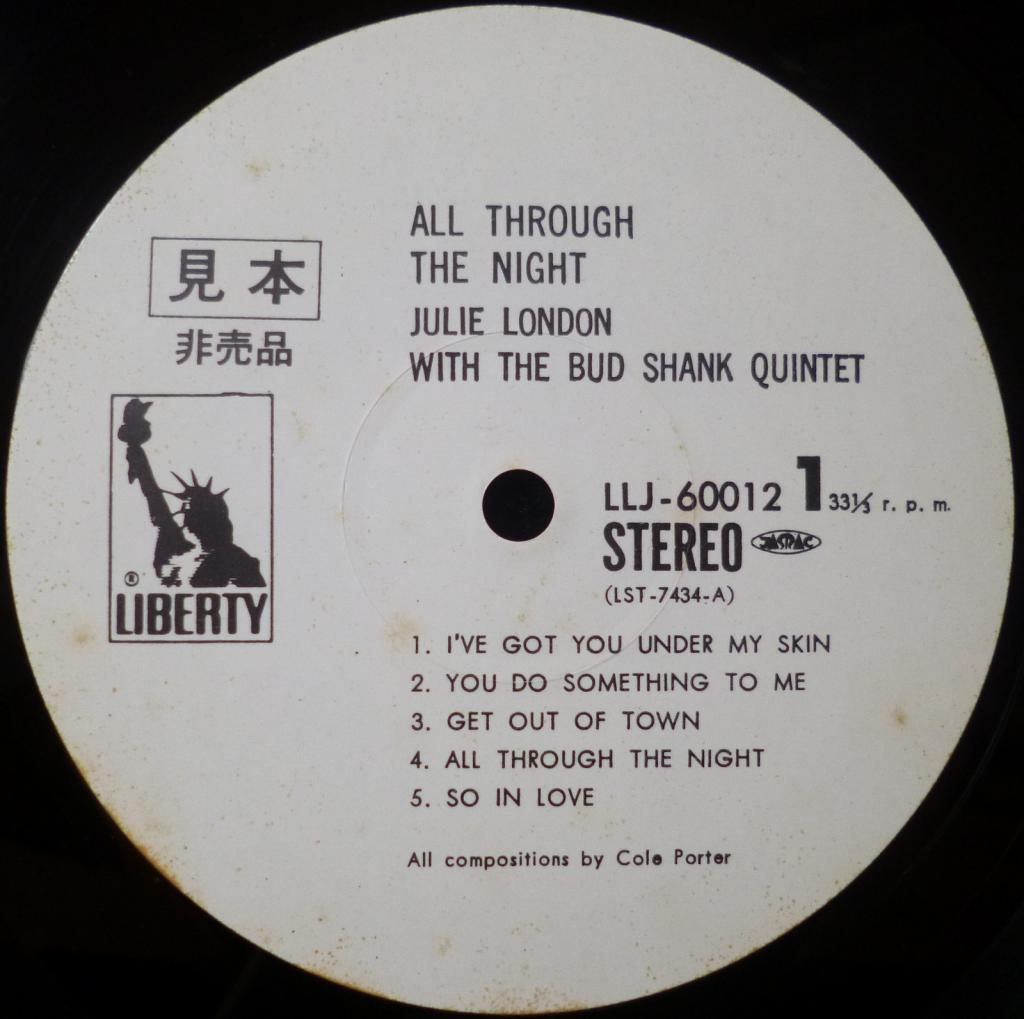 ALL THROUGH
THE NIGHT
JULIE LONDON
WITH THE BUD SHANK QUINTET
見本
非売品
® LIBERTY
LLJ-60012 1 33⅓ r. p. m.
STEREO JASRAC
(LST-7434-A)
1. I'VE GOT YOU UNDER MY SKIN
2. YOU DO SOMETHING TO ME
3. GET OUT OF TOWN
4. ALL THROUGH THE NIGHT
5. SO IN LOVE
All compositions by Cole Porter